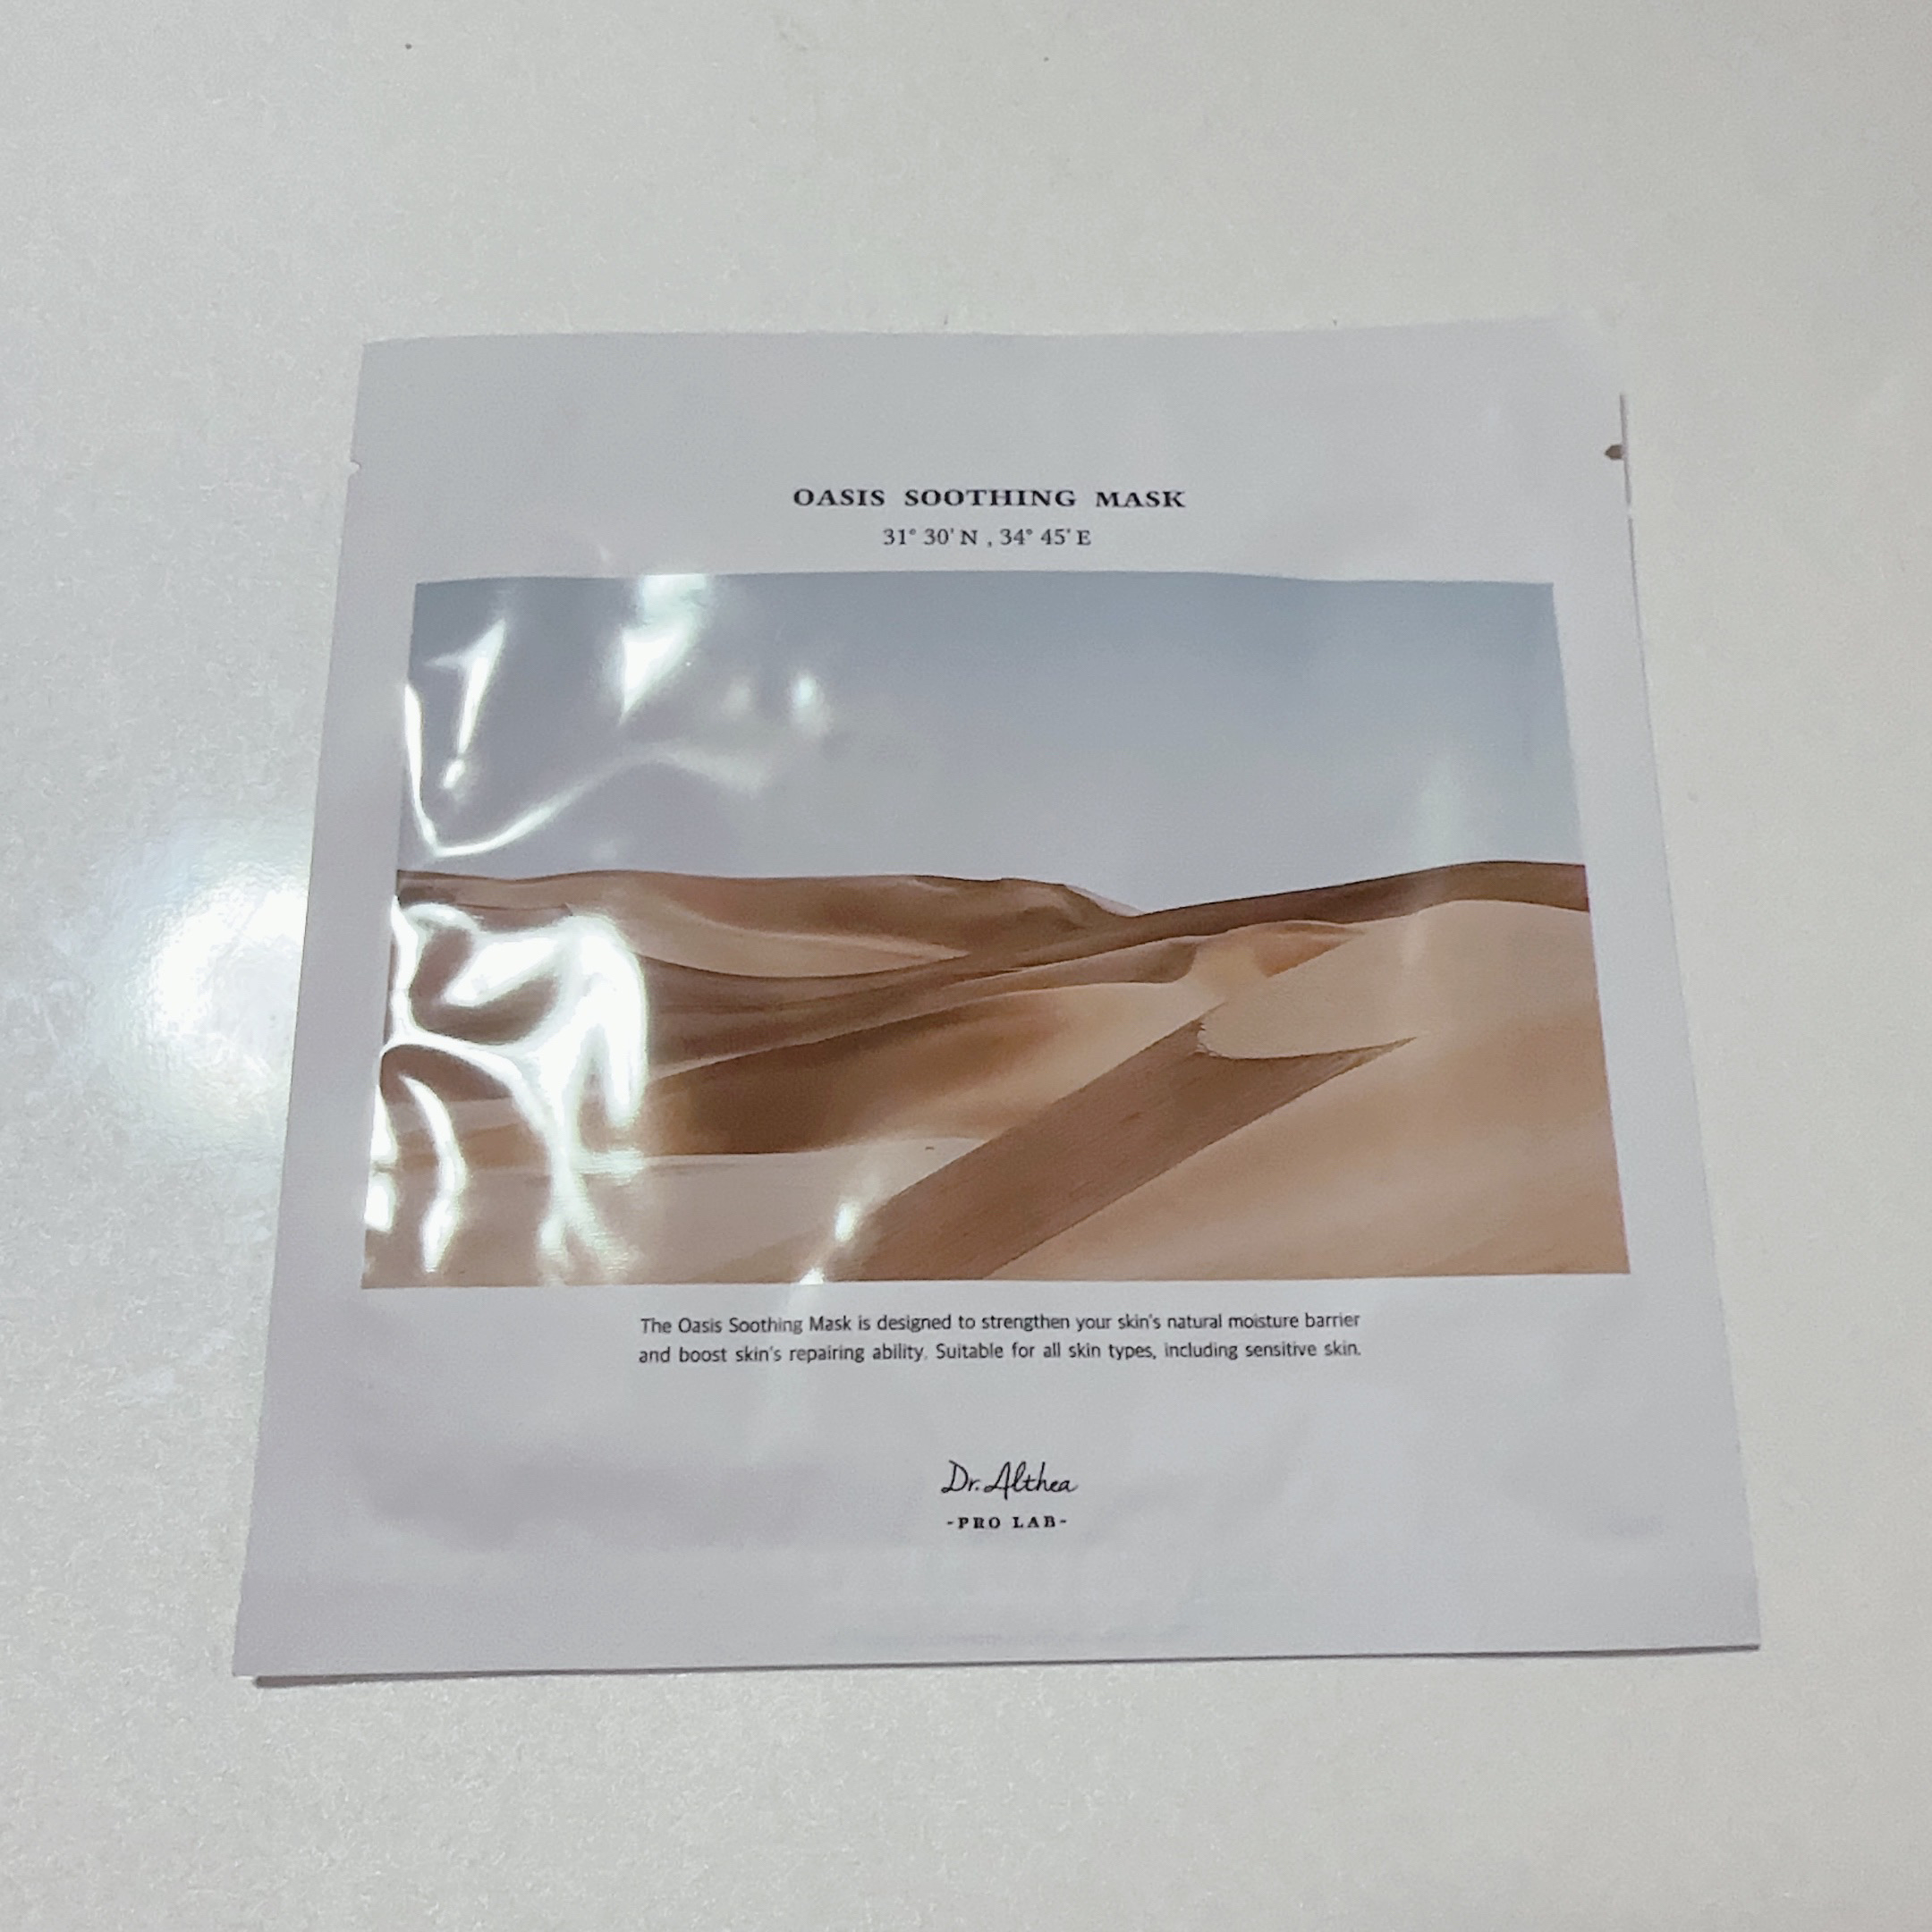 OASIS SOOTHING MASK
31° 30' N , 34° 45' E
The Oasis Soothing Mask is designed to strengthen your skin's natural moisture barrier
and boost skin's repairing ability. Suitable for all skin types, including sensitive skin.
Dr. Althea
-PRO LAB-